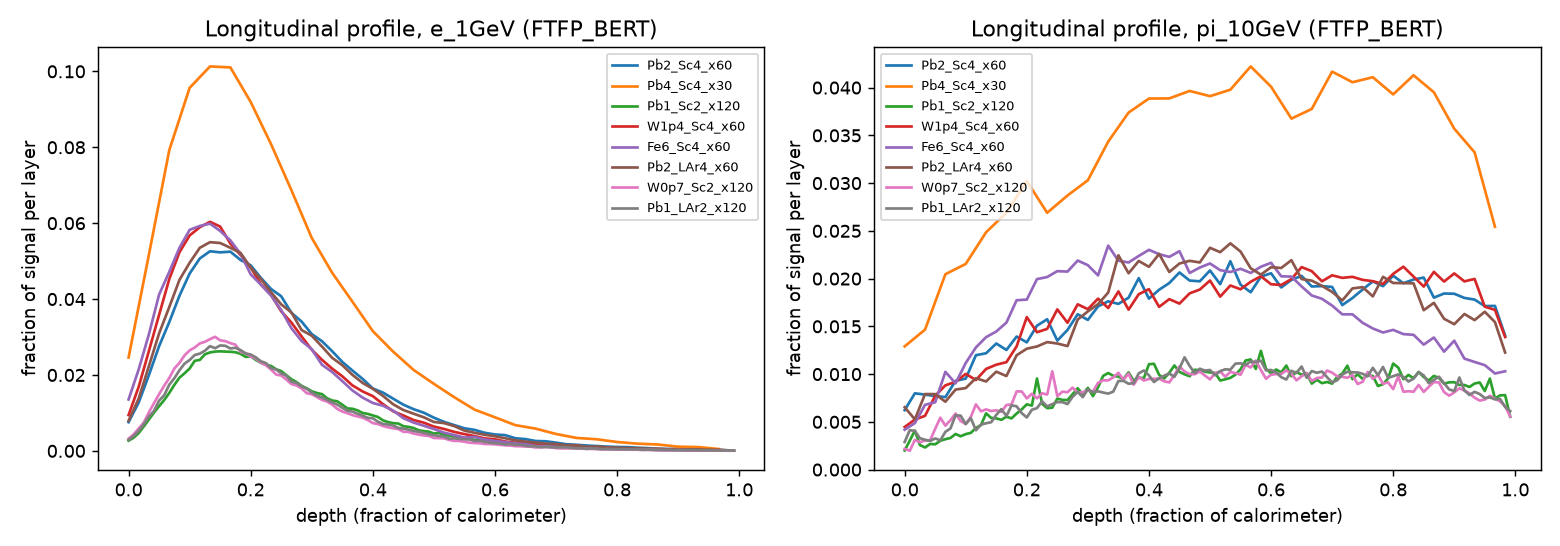 Longitudinal profile, e_1GeV (FTFP_BERT)
fraction of signal per layer
0.10
0.08
0.06
0.04
0.02
0.00
0.0
0.2
0.4
0.6
0.8
1.0
depth (fraction of calorimeter)
Pb2_Sc4_x60
Pb4_Sc4_x30
Pb1_Sc2_x120
W1p4_Sc4_x60
Fe6_Sc4_x60
Pb2_LAr4_x60
W0p7_Sc2_x120
Pb1_LAr2_x120
Longitudinal profile, pi_10GeV (FTFP_BERT)
fraction of signal per layer
0.040
0.035
0.030
0.025
0.020
0.015
0.010
0.005
0.000
0.0
0.2
0.4
0.6
0.8
1.0
depth (fraction of calorimeter)
Pb2_Sc4_x60
Pb4_Sc4_x30
Pb1_Sc2_x120
W1p4_Sc4_x60
Fe6_Sc4_x60
Pb2_LAr4_x60
W0p7_Sc2_x120
Pb1_LAr2_x120